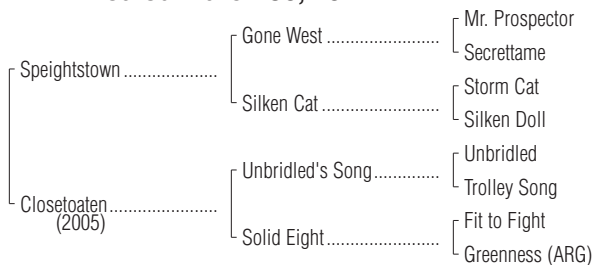 Mr. Prospector
Gone West
Secrettame
Speightstown
Storm Cat
Silken Cat
Silken Doll
Unbridled
Unbridled's Song
Trolley Song
Closetoaten
(2005)
Fit to Fight
Solid Eight
Greenness (ARG)